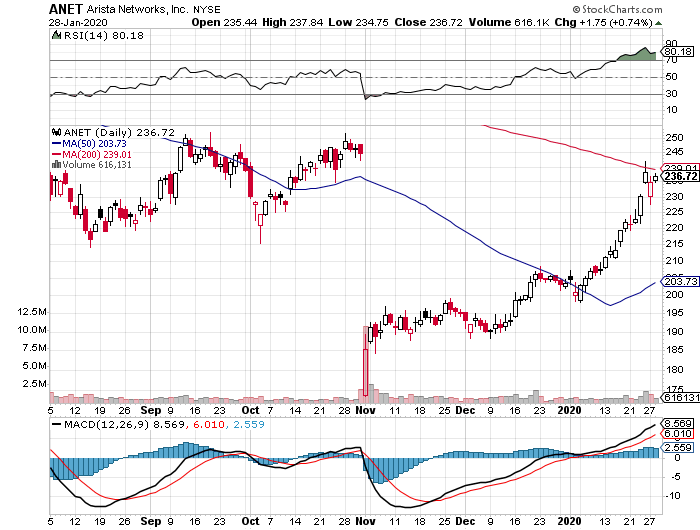 ANET Arista Networks, Inc. NYSE © StockCharts.com
28-Jan-2020 Open 235.44 High 237.84 Low 234.75 Close 236.72 Volume 616.1K Chg +1.75 (+0.74%)
RSI(14) 80.18
90
80.18
70
50
30
10
ANET (Daily) 236.72
MA(50) 203.73
MA(200) 239.01
Volume 616,131
250
245
239.01
236.72
235
230
225
220
215
210
203.73
200
195
190
185
180
175
12.5M
10.0M
7.5M
5.0M
2.5M
616131
5 12 19 26 Sep 9 16 23 Oct 7 14 21 28 Nov 11 18 25 Dec 9 16 23 2020 13 21 27
MACD(12,26,9) 8.569, 6.010, 2.559
8.569
6.010
2.559
0
-5
-10
5 12 19 26 Sep 9 16 23 Oct 7 14 21 28 Nov 11 18 25 Dec 9 16 23 2020 13 21 27